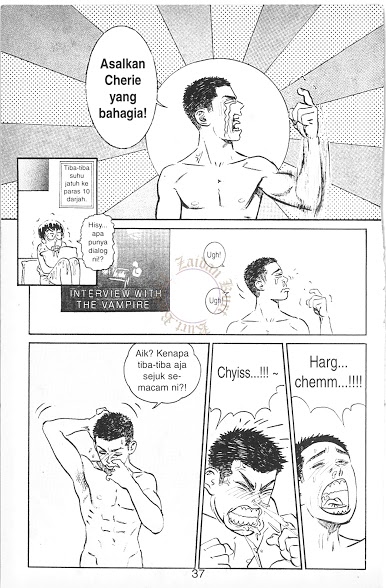 Asalkan
Cherie
yang
bahagia!
Tiba-tiba
suhu
jatuh ke
paras 10
darjah.
Hisy...
apa
punya
dialog
ni!?
INTERVIEW WITH
THE VAMPIRE
Ugh!
Ugh!
Aik? Kenapa
tiba-tiba aja
sejuk se-
macam ni?!
Chyiss...!!! ~
Harg...
chemm...!!!!
37